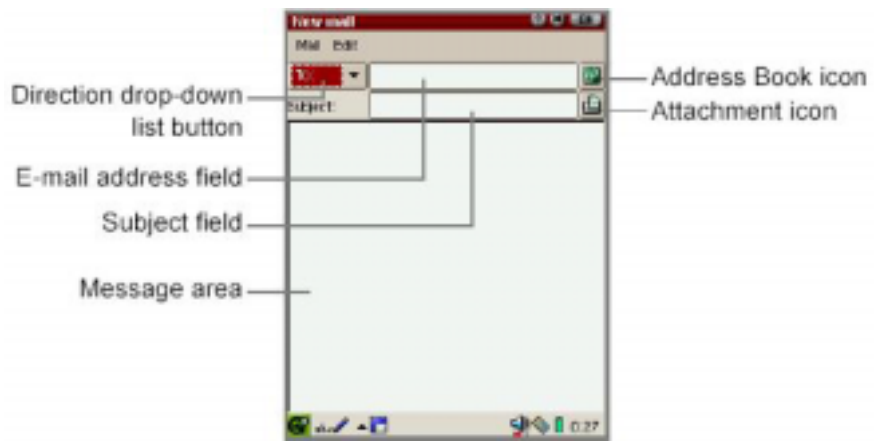 New mail
Mail Edit
To:
Address Book icon
Direction drop-down
list button
Subject:
Attachment icon
E-mail address field
Subject field
Message area
0:27